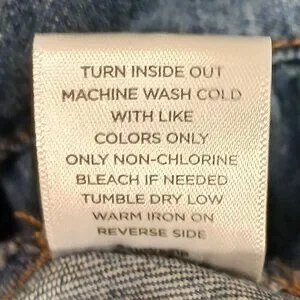 TURN INSIDE OUT
MACHINE WASH COLD
WITH LIKE
COLORS ONLY
ONLY NON-CHLORINE
BLEACH IF NEEDED
TUMBLE DRY LOW
WARM IRON ON
REVERSE SIDE